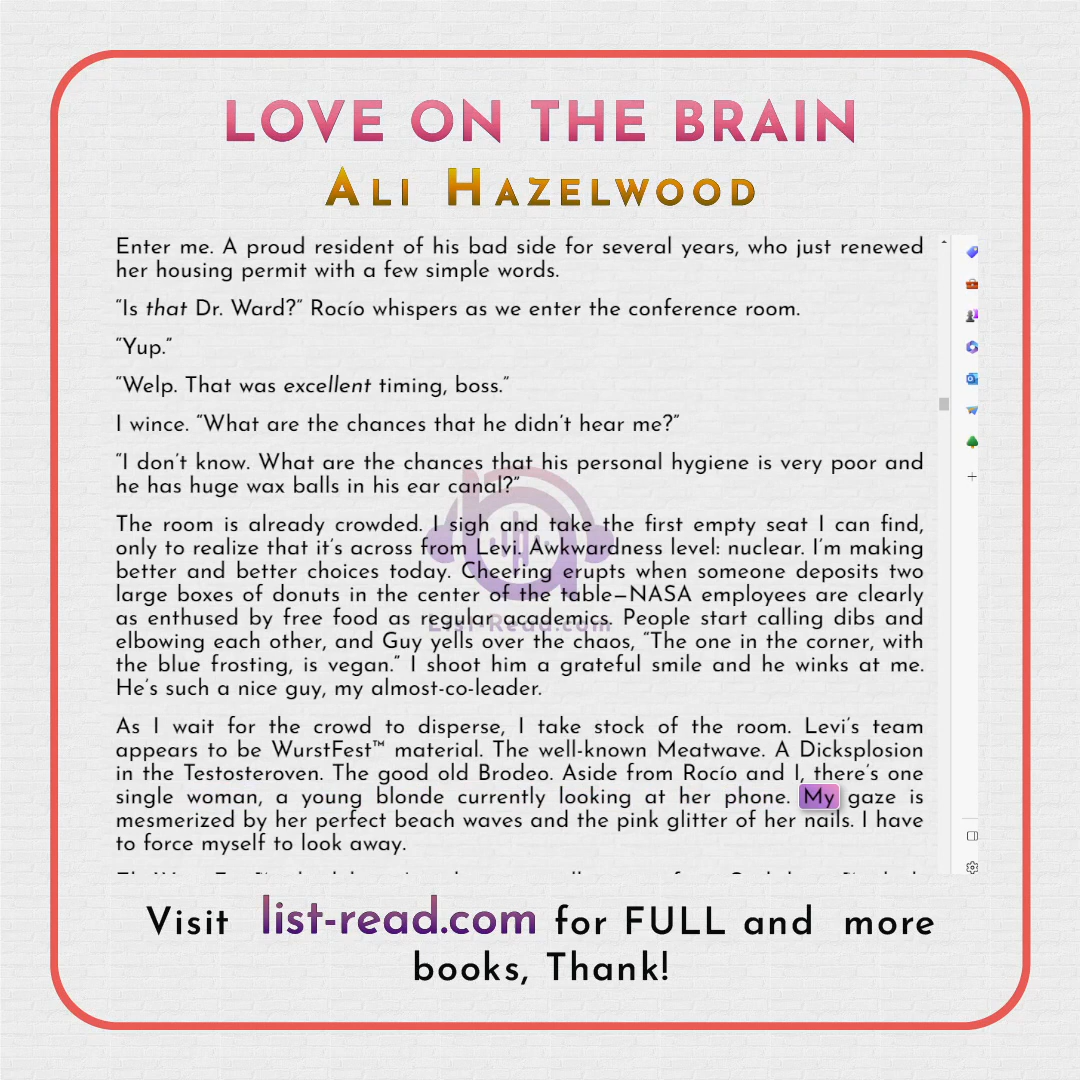 LOVE ON THE BRAIN
ALI HAZELWOOD
Enter me. A proud resident of his bad side for several years, who just renewed
her housing permit with a few simple words.
“Is that Dr. Ward?” Rocío whispers as we enter the conference room.
“Yup.”
“Welp. That was excellent timing, boss.”
I wince. “What are the chances that he didn’t hear me?”
“I don’t know. What are the chances that his personal hygiene is very poor and
he has huge wax balls in his ear canal?”
The room is already crowded. I sigh and take the first empty seat I can find,
only to realize that it’s across from Levi. Awkwardness level: nuclear. I’m making
better and better choices today. Cheering erupts when someone deposits two
large boxes of donuts in the center of the table—NASA employees are clearly
as enthused by free food as regular academics. People start calling dibs and
elbowing each other, and Guy yells over the chaos, “The one in the corner, with
the blue frosting, is vegan.” I shoot him a grateful smile and he winks at me.
He’s such a nice guy, my almost-co-leader.
As I wait for the crowd to disperse, I take stock of the room. Levi’s team
appears to be WurstFest™ material. The well-known Meatwave. A Dicksplosion
in the Testosteroven. The good old Brodeo. Aside from Rocío and I, there’s one
single woman, a young blonde currently looking at her phone. My gaze is
mesmerized by her perfect beach waves and the pink glitter of her nails. I have
to force myself to look away.
List-Read.com
Visit list-read.com for FULL and more
books, Thank!